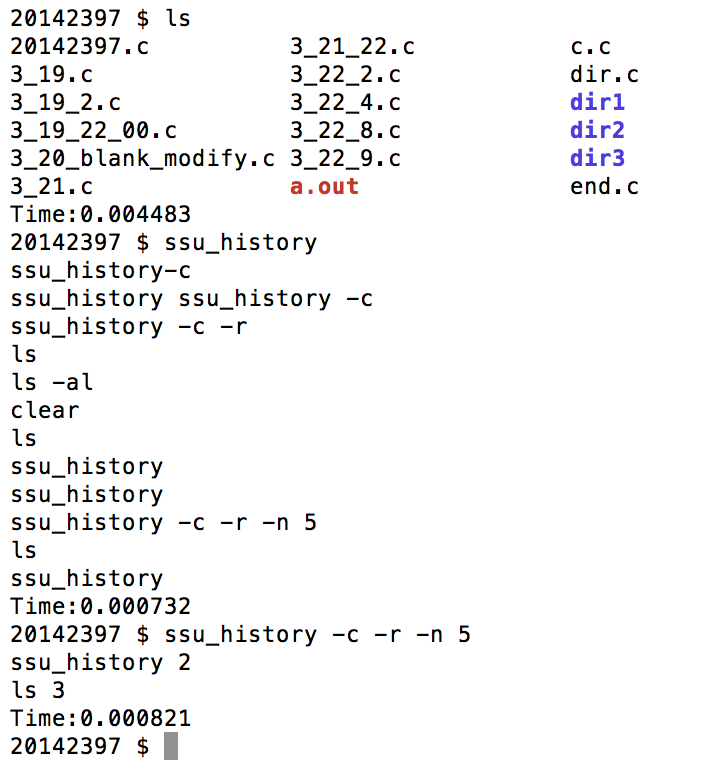 20142397 $ ls
20142397.c 3_21_22.c c.c
3_19.c 3_22_2.c dir.c
3_19_2.c 3_22_4.c dir1
3_19_22_00.c 3_22_8.c dir2
3_20_blank_modify.c 3_22_9.c dir3
3_21.c a.out end.c
Time:0.004483
20142397 $ ssu_history
ssu_history-c
ssu_history ssu_history -c
ssu_history -c -r
ls
ls -al
clear
ls
ssu_history
ssu_history
ssu_history -c -r -n 5
ls
ssu_history
Time:0.000732
20142397 $ ssu_history -c -r -n 5
ssu_history 2
ls 3
Time:0.000821
20142397 $